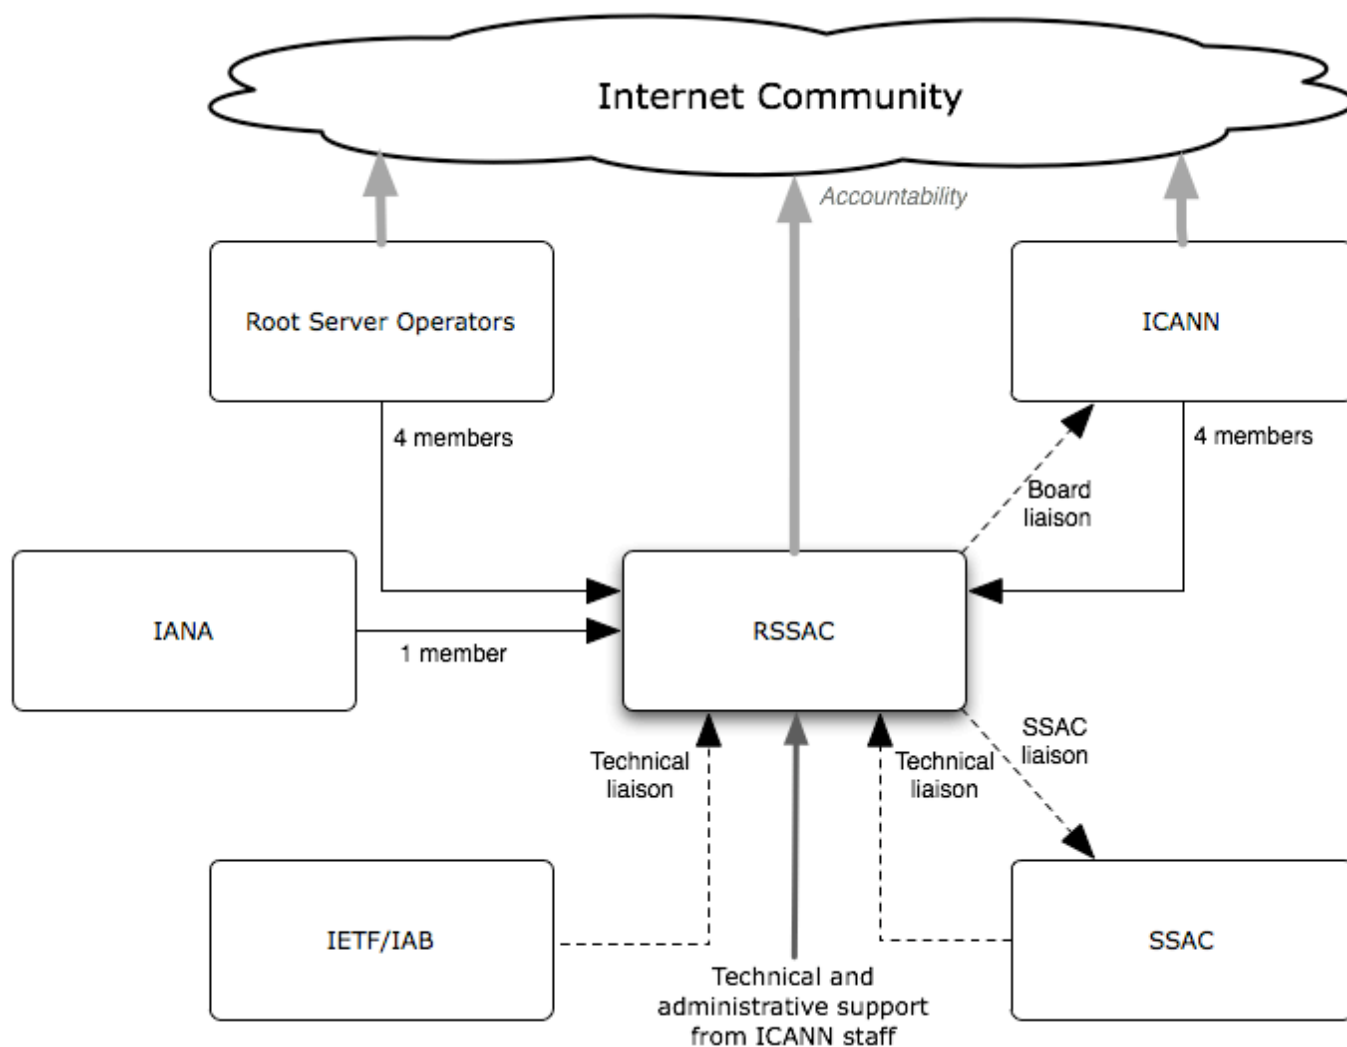 Internet Community
Accountability
Root Server Operators
ICANN
4 members
4 members
Board
liaison
IANA
1 member
RSSAC
Technical
liaison
Technical
liaison
SSAC
liaison
IETF/IAB
SSAC
Technical and
administrative support
from ICANN staff